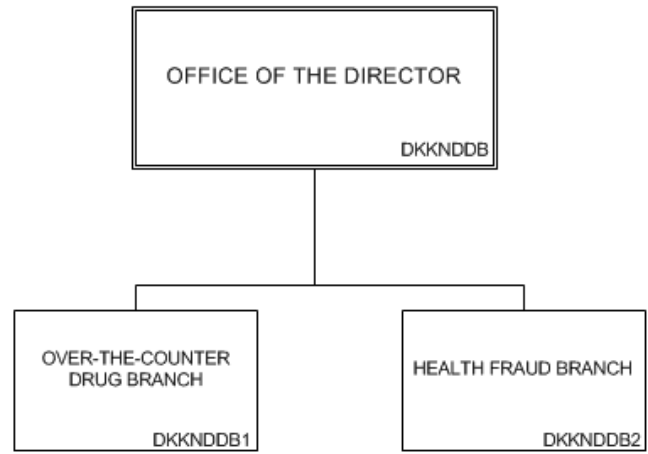 OFFICE OF THE DIRECTOR
DKKNDDB
OVER-THE-COUNTER
DRUG BRANCH
DKKNDDB1
HEALTH FRAUD BRANCH
DKKNDDB2